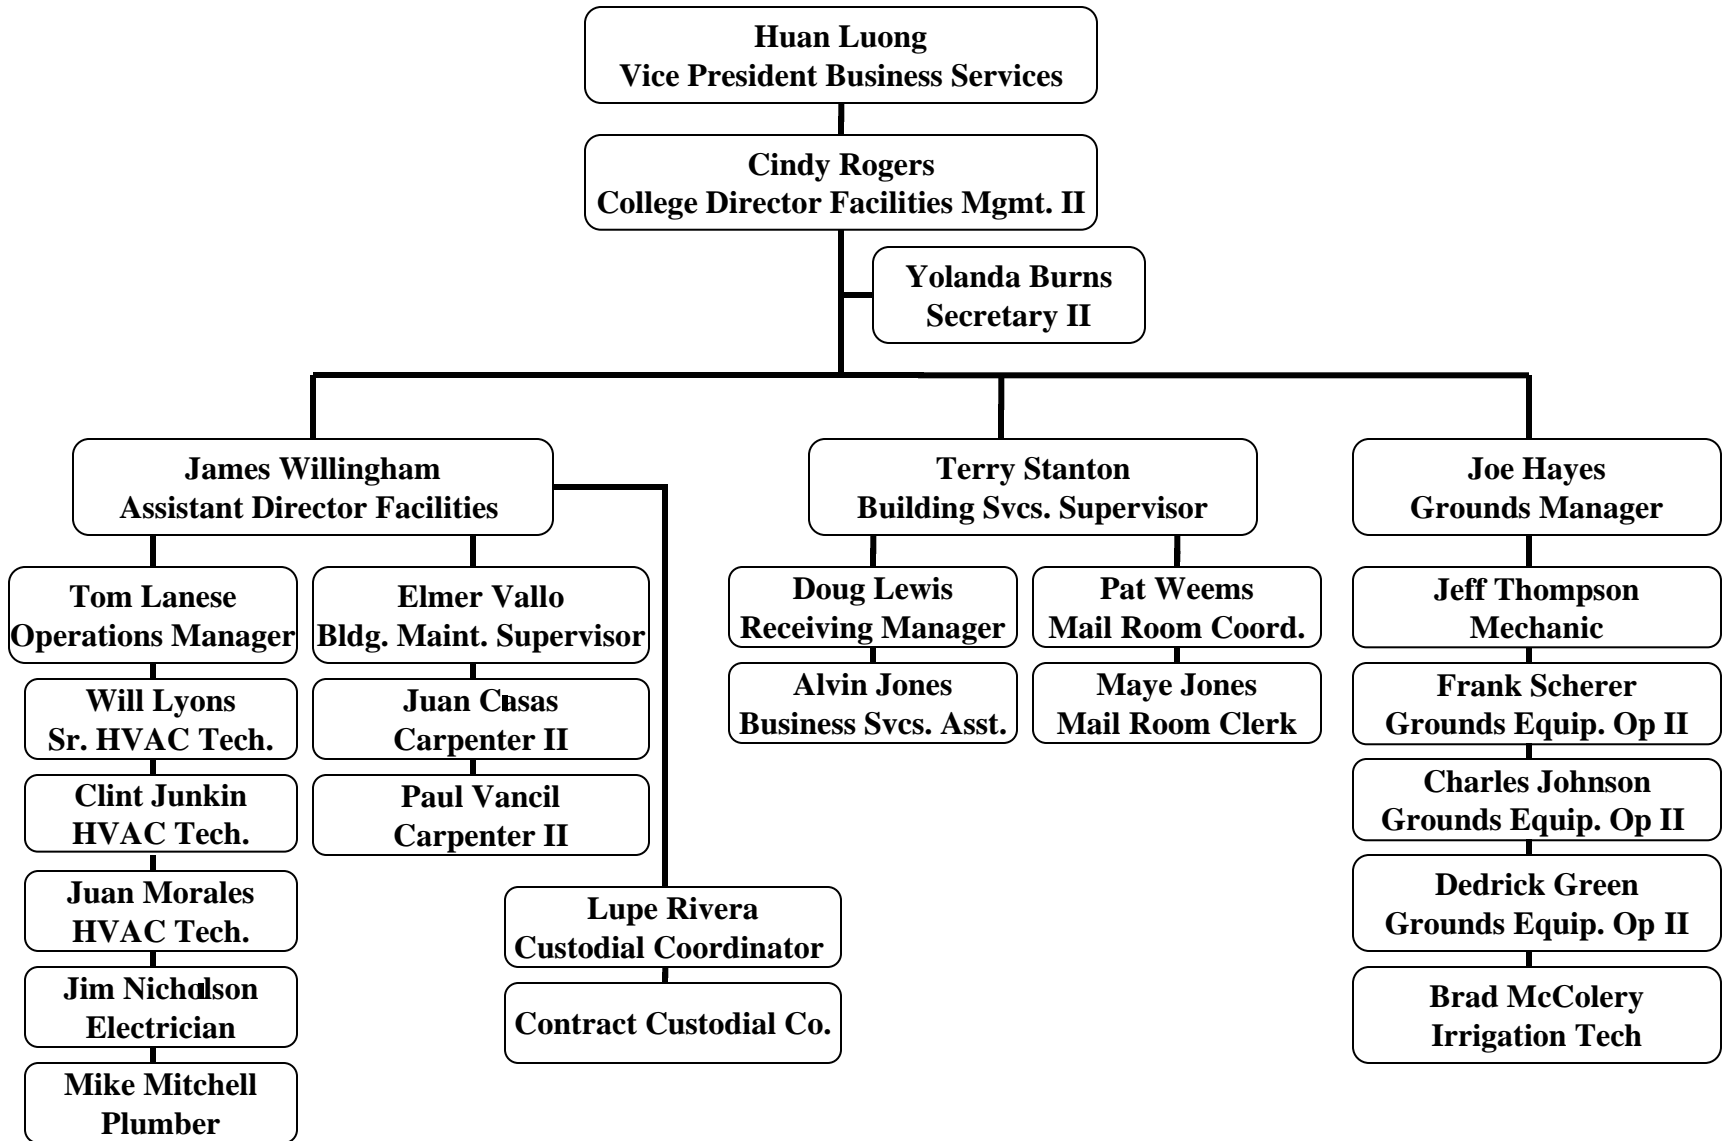 Huan Luong
Vice President Business Services
Cindy Rogers
College Director Facilities Mgmt. II
Yolanda Burns
Secretary II
James Willingham
Assistant Director Facilities
Terry Stanton
Building Svcs. Supervisor
Joe Hayes
Grounds Manager
Tom Lanese
Operations Manager
Will Lyons
Sr. HVAC Tech.
Clint Junkin
HVAC Tech.
Juan Morales
HVAC Tech.
Jim Nicholson
Electrician
Mike Mitchell
Plumber
Elmer Vallo
Bldg. Maint. Supervisor
Juan Casas
Carpenter II
Paul Vancil
Carpenter II
Lupe Rivera
Custodial Coordinator
Contract Custodial Co.
Doug Lewis
Receiving Manager
Alvin Jones
Business Svcs. Asst.
Pat Weems
Mail Room Coord.
Maye Jones
Mail Room Clerk
Jeff Thompson
Mechanic
Frank Scherer
Grounds Equip. Op II
Charles Johnson
Grounds Equip. Op II
Dedrick Green
Grounds Equip. Op II
Brad McColery
Irrigation Tech